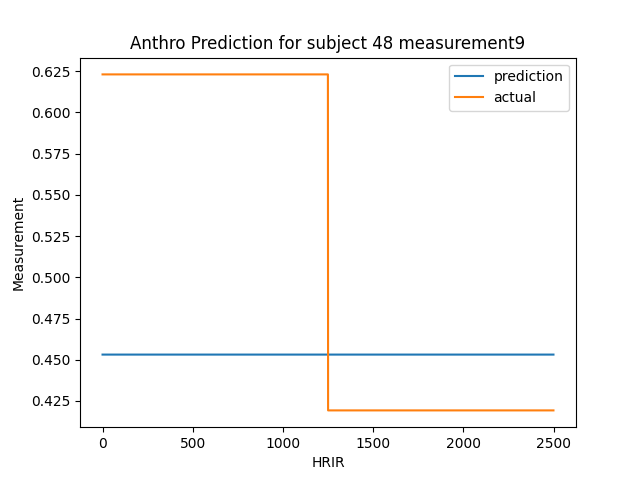 Anthro Prediction for subject 48 measurement9
prediction
actual
Measurement
0.625
0.600
0.575
0.550
0.525
0.500
0.475
0.450
0.425
0 500 1000 1500 2000 2500
HRIR